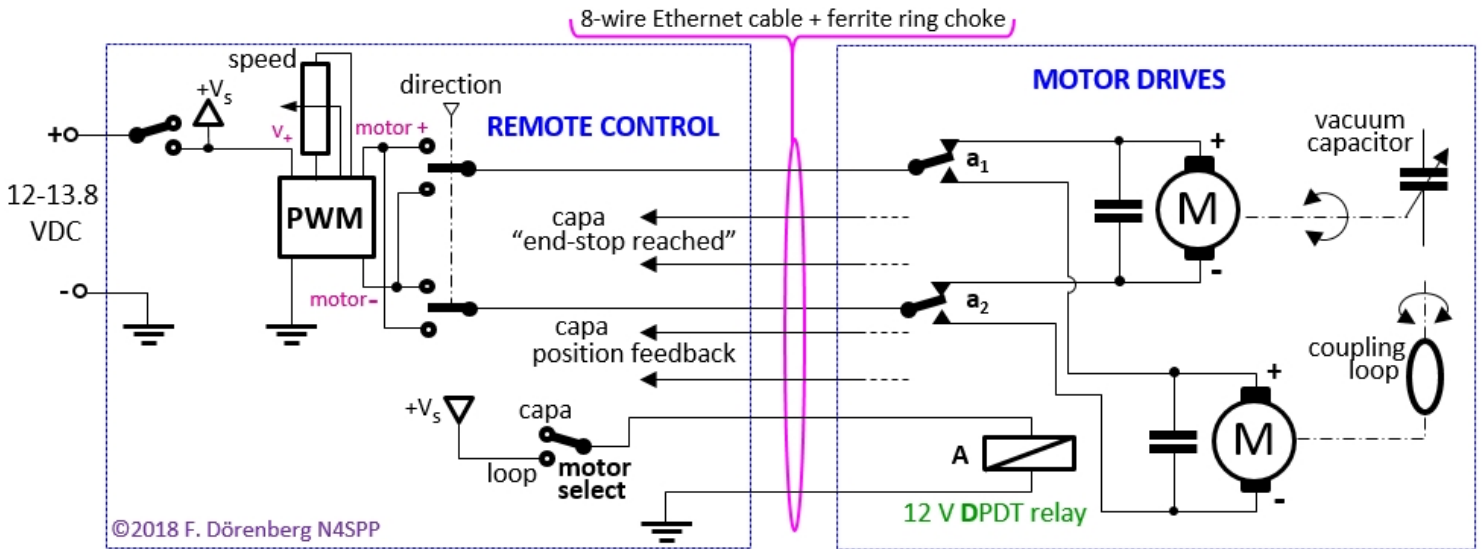 8-wire Ethernet cable + ferrite ring choke
speed
+Vs
direction
MOTOR DRIVES
V+
motor +
REMOTE CONTROL
+
12-13.8
VDC
-
PWM
motor-
capa
“end-stop reached”
capa
position feedback
+Vs
capa
loop
motor
select
a1
a2
+
M
-
vacuum
capacitor
coupling
loop
+
M
-
A
12 V DPDT relay
©2018 F. Dörenberg N4SPP